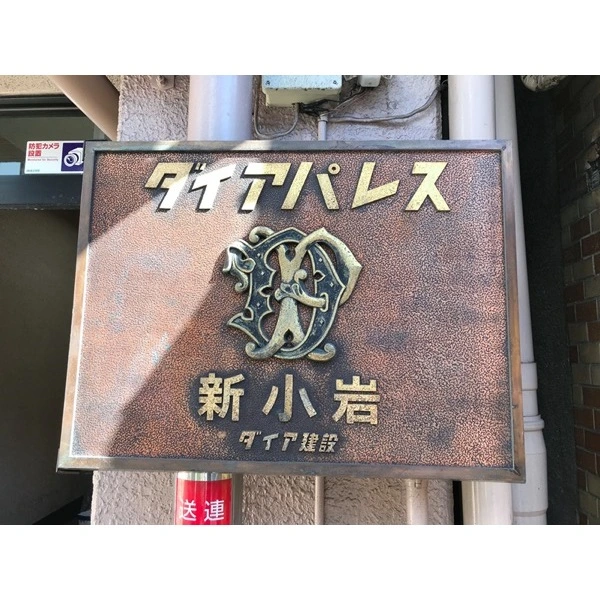 防犯カメラ
設置
ダイアパレス
新小岩
ダイア建設
送連